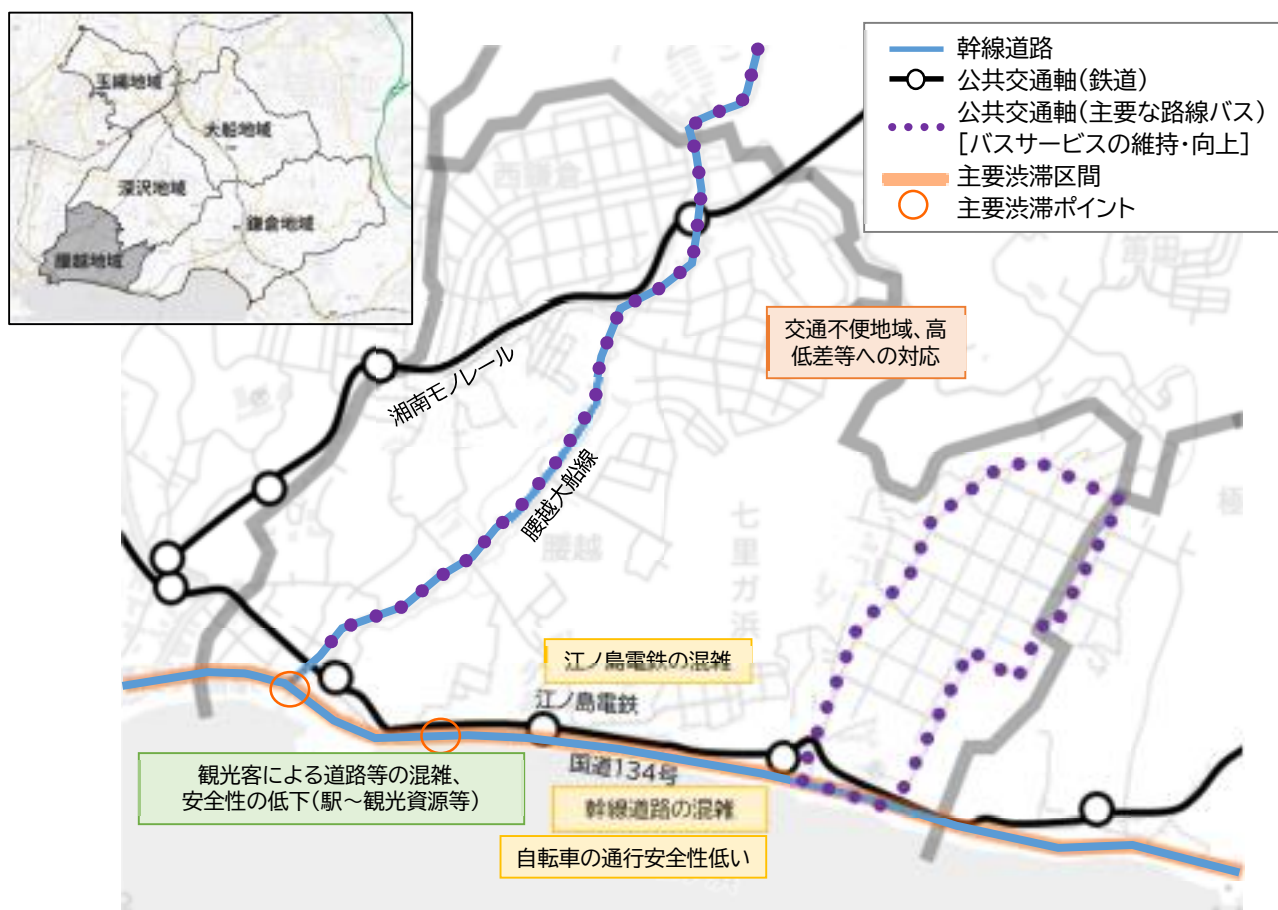 玉縄地域
大船地域
深沢地域
鎌倉地域
腰越地域
幹線道路
公共交通軸(鉄道)
公共交通軸(主要な路線バス)
[バスサービスの維持・向上]
主要渋滞区間
主要渋滞ポイント
西鎌倉
交通不便地域、高
低差等への対応
湘南モノレール
腰越大船線
腰越
七里ガ浜
極
江ノ島電鉄の混雑
江ノ島電鉄
国道134号
観光客による道路等の混雑、
安全性の低下(駅~観光資源等)
幹線道路の混雑
自転車の通行安全性低い